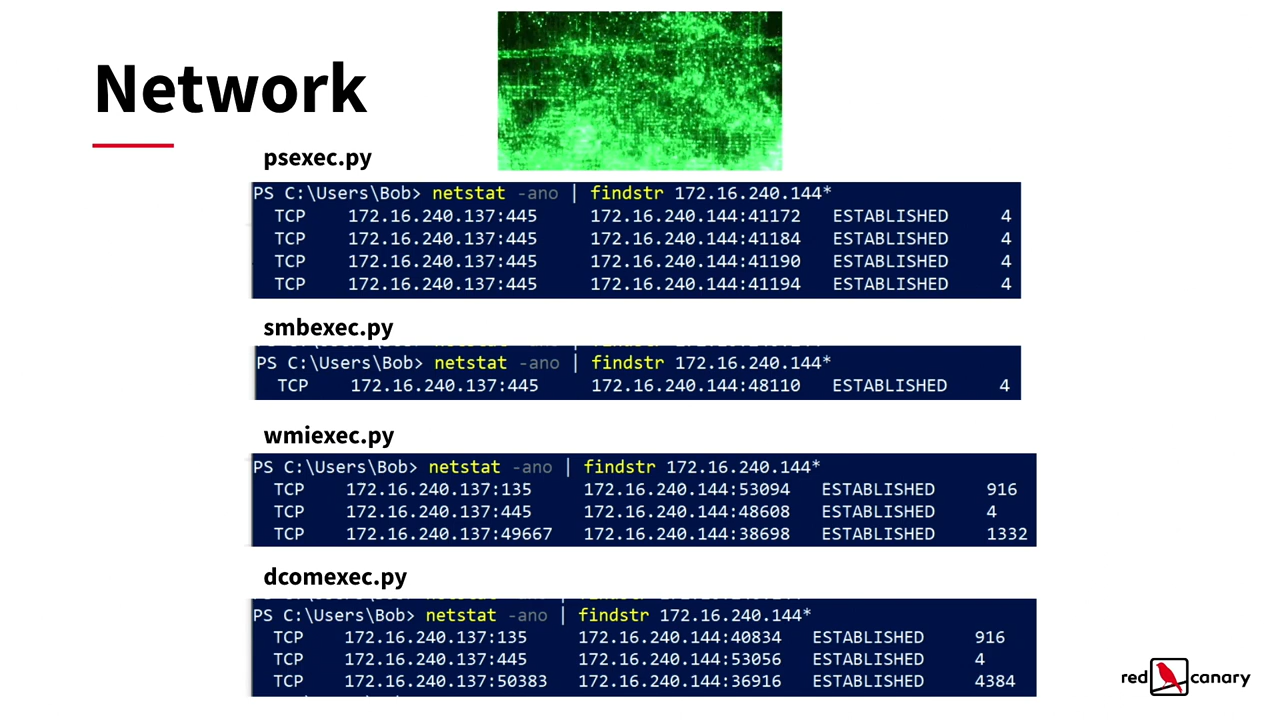 Network
psexec.py
PS C:\Users\Bob> netstat -ano | findstr 172.16.240.144*
TCP 172.16.240.137:445 172.16.240.144:41172 ESTABLISHED 4
TCP 172.16.240.137:445 172.16.240.144:41184 ESTABLISHED 4
TCP 172.16.240.137:445 172.16.240.144:41190 ESTABLISHED 4
TCP 172.16.240.137:445 172.16.240.144:41194 ESTABLISHED 4
smbexec.py
PS C:\Users\Bob> netstat -ano | findstr 172.16.240.144*
TCP 172.16.240.137:445 172.16.240.144:48110 ESTABLISHED 4
wmiexec.py
PS C:\Users\Bob> netstat -ano | findstr 172.16.240.144*
TCP 172.16.240.137:135 172.16.240.144:53094 ESTABLISHED 916
TCP 172.16.240.137:445 172.16.240.144:48608 ESTABLISHED 4
TCP 172.16.240.137:49667 172.16.240.144:38698 ESTABLISHED 1332
dcomexec.py
PS C:\Users\Bob> netstat -ano | findstr 172.16.240.144*
TCP 172.16.240.137:135 172.16.240.144:40834 ESTABLISHED 916
TCP 172.16.240.137:445 172.16.240.144:53056 ESTABLISHED 4
TCP 172.16.240.137:50383 172.16.240.144:36916 ESTABLISHED 4384
red canary